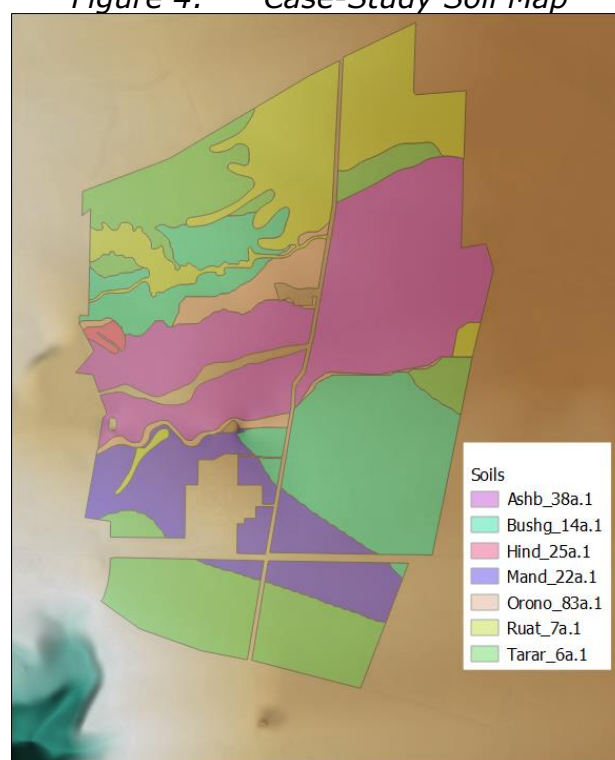 Figure 4: Case-Study Soil Map
Soils
Ashb_38a.1
Bushg_14a.1
Hind_25a.1
Mand_22a.1
Orono_83a.1
Ruat_7a.1
Tarar_6a.1